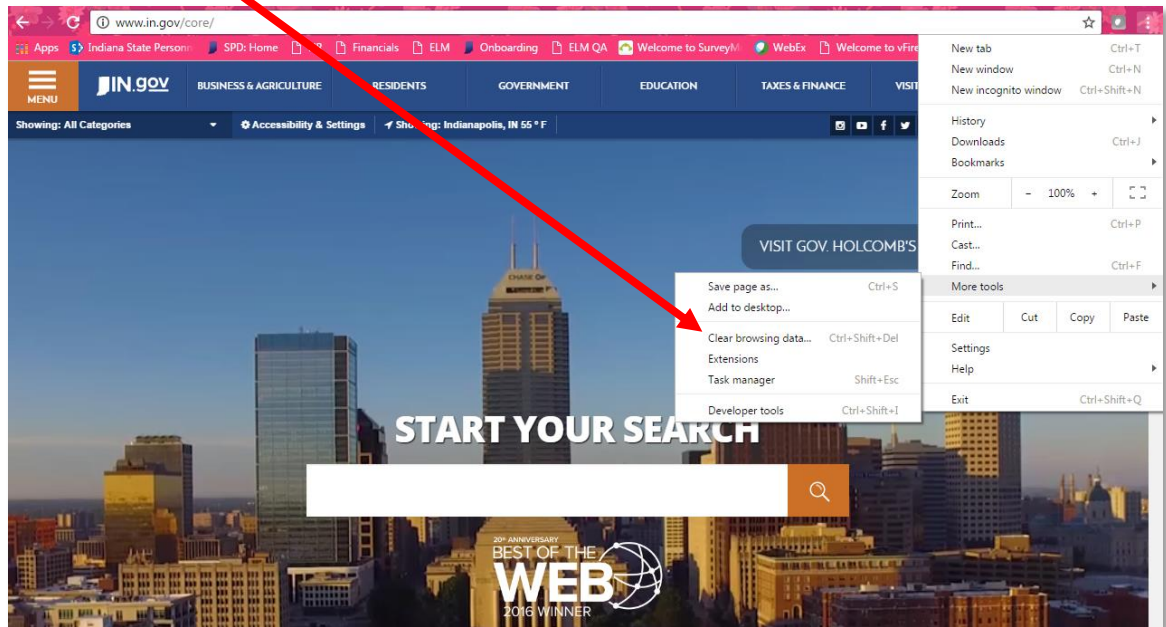 www.in.gov/core/
Apps Indiana State Personn SPD: Home Financials ELM Onboarding ELM QA Welcome to SurveyM WebEx Welcome to vFire
MENU IN.gov BUSINESS & AGRICULTURE RESIDENTS GOVERNMENT EDUCATION TAXES & FINANCE VISIT
Showing: All Categories Accessibility & Settings Showing: Indianapolis, IN 55 ° F
VISIT GOV. HOLCOMB'S
New tab Ctrl+T
New window Ctrl+N
New incognito window Ctrl+Shift+N
History
Downloads Ctrl+J
Bookmarks
Zoom - 100% +
Print... Ctrl+P
Cast...
Find... Ctrl+F
More tools
Edit Cut Copy Paste
Settings
Help
Exit Ctrl+Shift+Q
Save page as... Ctrl+S
Add to desktop...
Clear browsing data... Ctrl+Shift+Del
Extensions
Task manager Shift+Esc
Developer tools Ctrl+Shift+I
CHASE
START YOUR SEARCH
20th ANNIVERSARY
BEST OF THE
WEB
2016 WINNER